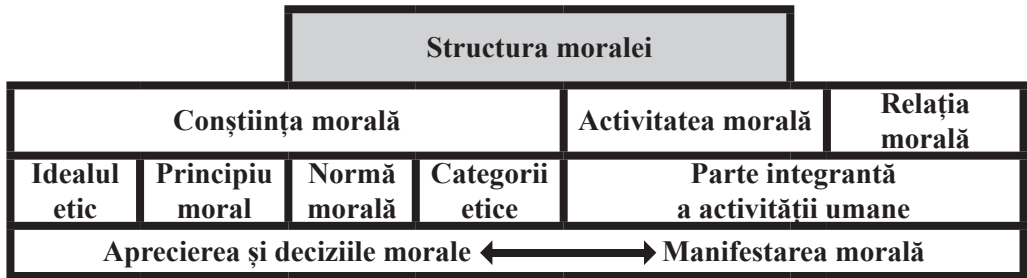 Structura moralei
Conștiința morală
Activitatea morală
Relația
morală
Idealul
etic
Principiu
moral
Normă
morală
Categorii
etice
Parte integrantă
a activității umane
Aprecierea și deciziile morale
Manifestarea morală